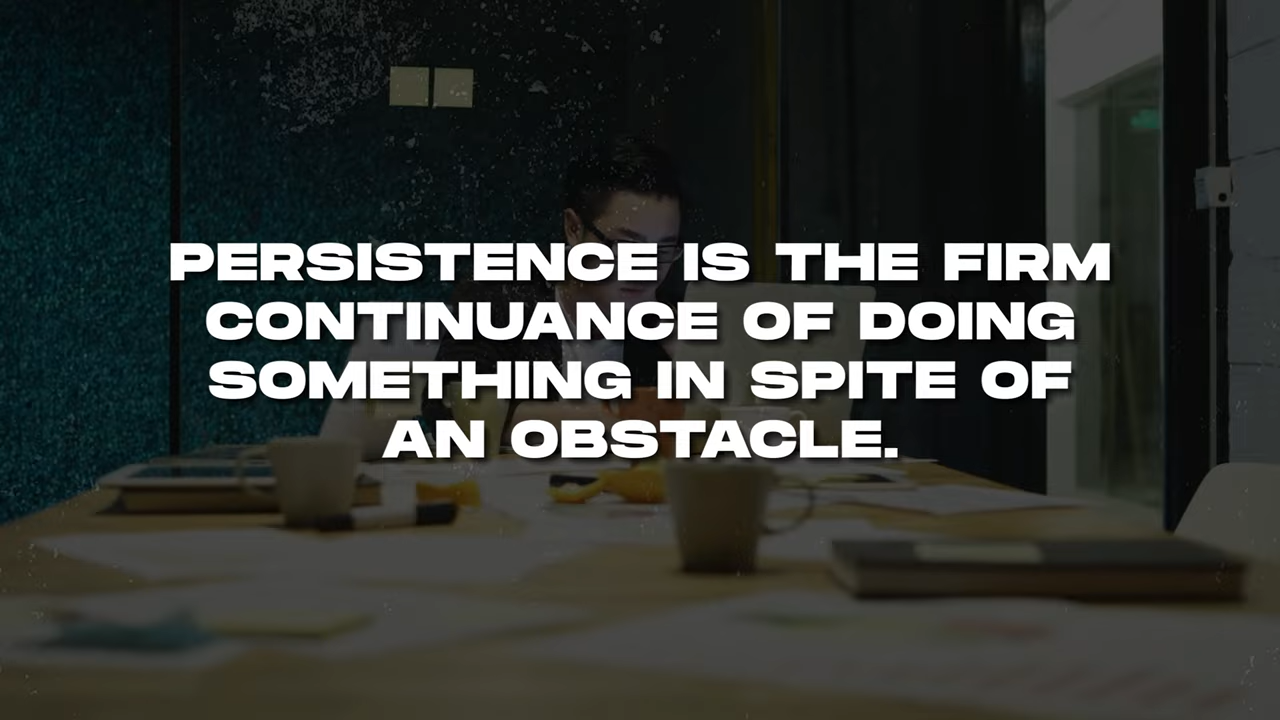 PERSISTENCE IS THE FIRM
CONTINUANCE OF DOING
SOMETHING IN SPITE OF
AN OBSTACLE.